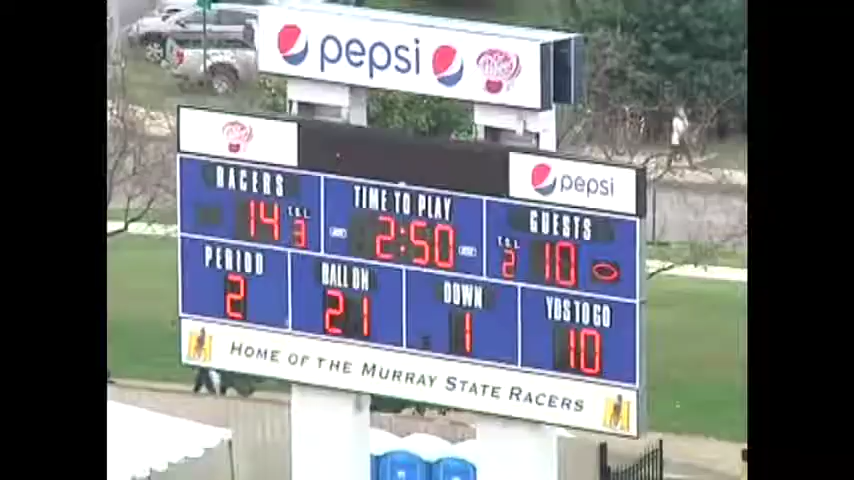 pepsi
pepsi
RACERS
TIME TO PLAY
GUESTS
14
T.O.L
3
2:50
T.O.L
2
10
PERIOD
BALL ON
DOWN
YDS TO GO
2
21
1
10
HOME OF THE MURRAY STATE RACERS